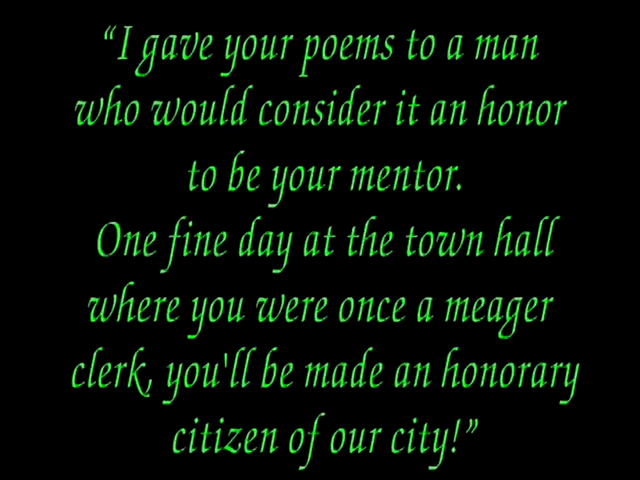 “I gave your poems to a man
who would consider it an honor
to be your mentor.
One fine day at the town hall
where you were once a meager
clerk, you'll be made an honorary
citizen of our city!”